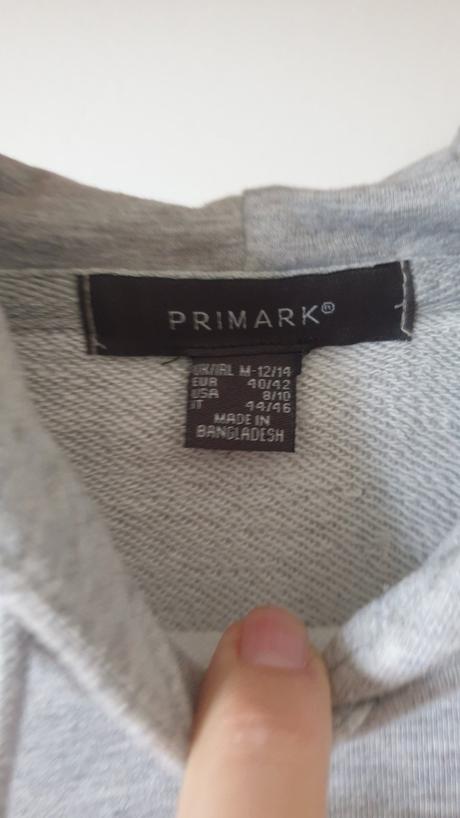 PRIMARK®
UK/IRL M-12/14
EUR 40/42
USA 8/10
IT 44/46
MADE IN
BANGLADESH